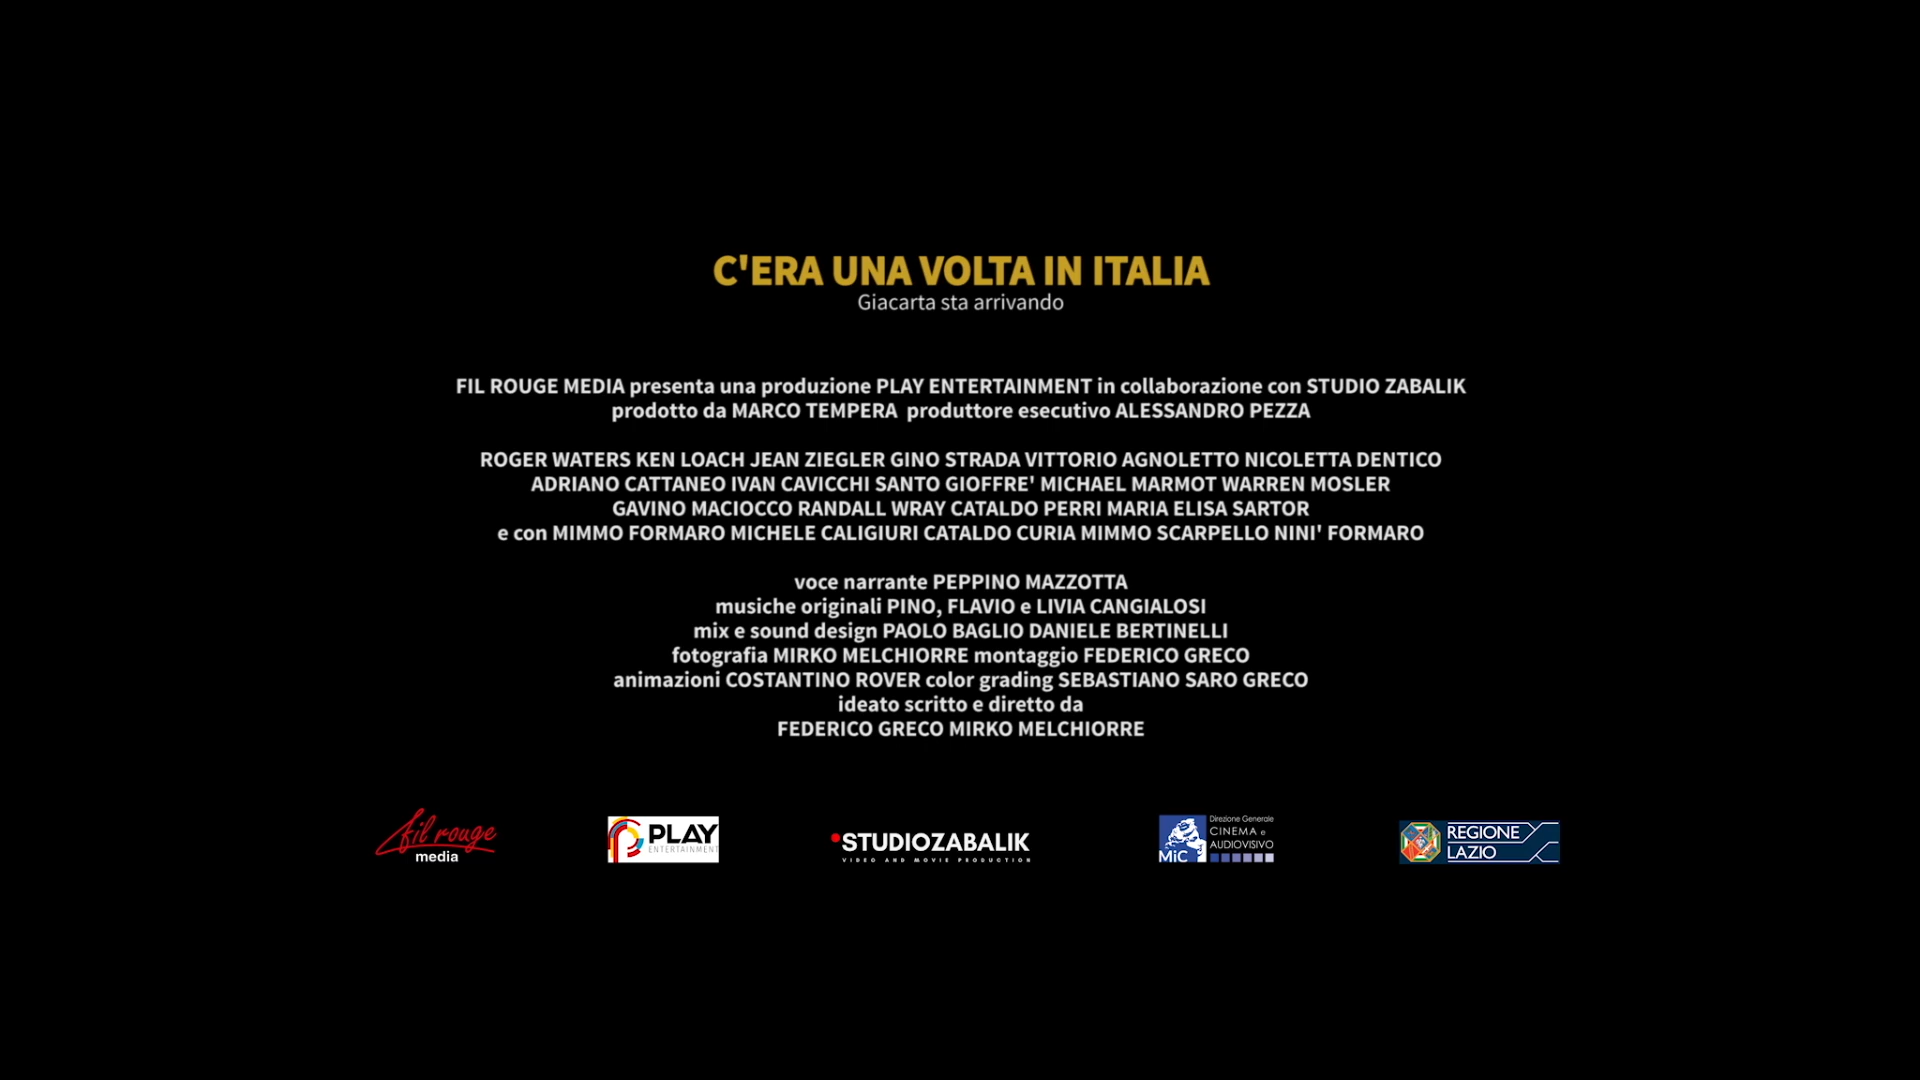 C'ERA UNA VOLTA IN ITALIA
Giacarta sta arrivando
FIL ROUGE MEDIA presenta una produzione PLAY ENTERTAINMENT in collaborazione con STUDIO ZABALIK
prodotto da MARCO TEMPERA produttore esecutivo ALESSANDRO PEZZA
ROGER WATERS KEN LOACH JEAN ZIEGLER GINO STRADA VITTORIO AGNOLETTO NICOLETTA DENTICO
ADRIANO CATTANEO IVAN CAVICCHI SANTO GIOFFRE' MICHAEL MARMOT WARREN MOSLER
GAVINO MACIOCCO RANDALL WRAY CATALDO PERRI MARIA ELISA SARTOR
e con MIMMO FORMARO MICHELE CALIGIURI CATALDO CURIA MIMMO SCARPELLO NINI' FORMARO
voce narrante PEPPINO MAZZOTTA
musiche originali PINO, FLAVIO e LIVIA CANGIALOSI
mix e sound design PAOLO BAGLIO DANIELE BERTINELLI
fotografia MIRKO MELCHIORRE montaggio FEDERICO GRECO
animazioni COSTANTINO ROVER color grading SEBASTIANO SARO GRECO
ideato scritto e diretto da
FEDERICO GRECO MIRKO MELCHIORRE
fil rouge
media
PLAY
ENTERTAINMENT
STUDIOZABALIK
VIDEO AND MOVIE PRODUCTION
MiC
Direzione Generale
CINEMA e
AUDIOVISIVO
REGIONE
LAZIO